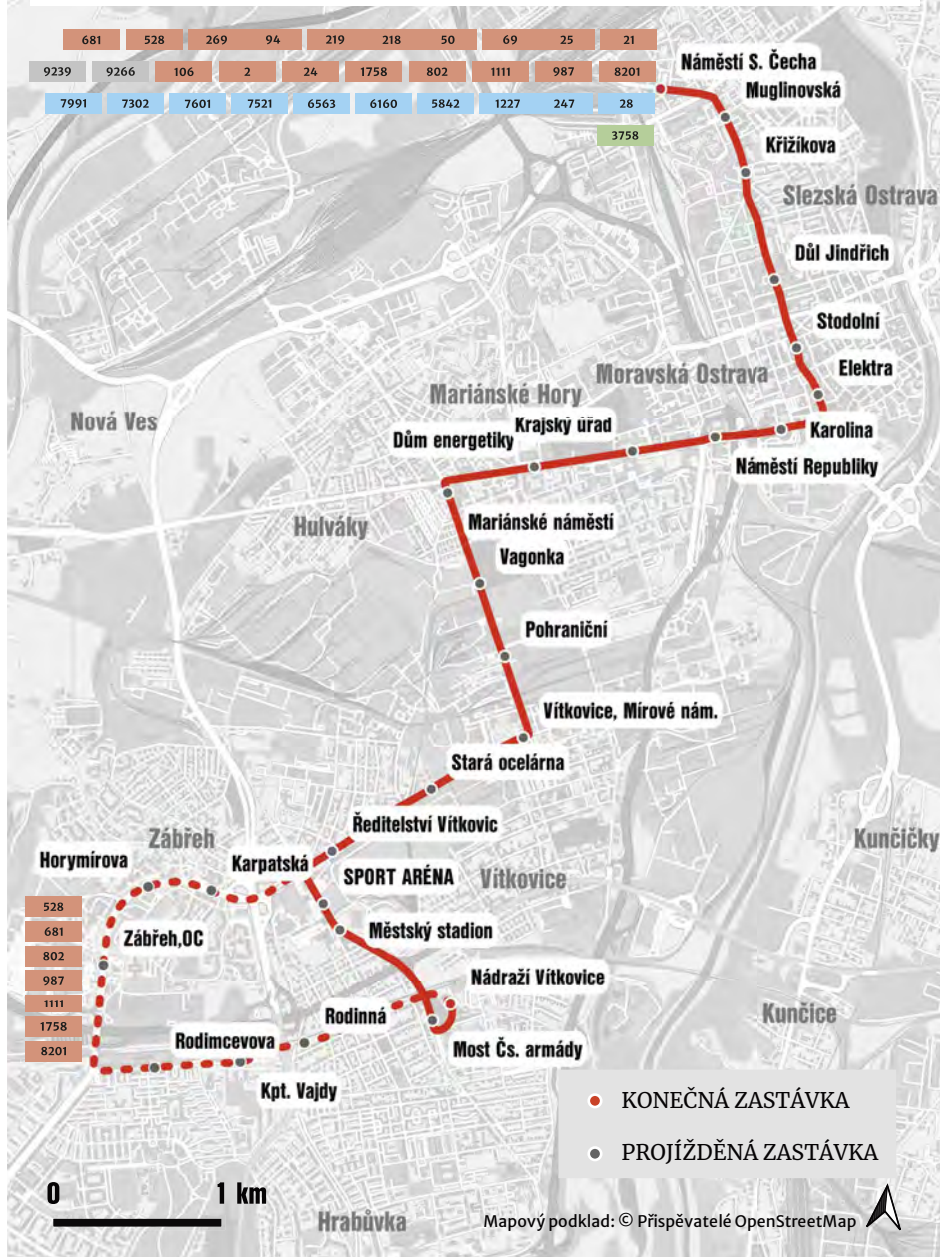 681 528 269 94 219 218 50 69 25 21
9239 9266 106 2 24 1758 802 1111 987 8201
7991 7302 7601 7521 6563 6160 5842 1227 247 28
3758
Náměstí S. Čecha
Muglinovská
Křižíkova
Slezská Ostrava
Důl Jindřich
Stodolní
Elektra
Moravská Ostrava
Mariánské Hory
Nová Ves
Krajský úřad
Karolina
Dům energetiky
Náměstí Republiky
Hulváky
Mariánské náměstí
Vagonka
Pohraniční
Vítkovice, Mírové nám.
Stará ocelárna
Ředitelství Vítkovic
Zábřeh
Kunčičky
Horymírova
Karpatská
SPORT ARÉNA
Vítkovice
528
681
802
987
1111
1758
8201
Zábřeh,OC
Městský stadion
Nádraží Vítkovice
Rodinná
Kunčice
Rodimcevova
Most Čs. armády
Kpt. Vajdy
KONEČNÁ ZASTÁVKA
PROJÍŽDĚNÁ ZASTÁVKA
0 1 km
Hrabůvka
Mapový podklad: © Přispěvatelé OpenStreetMap